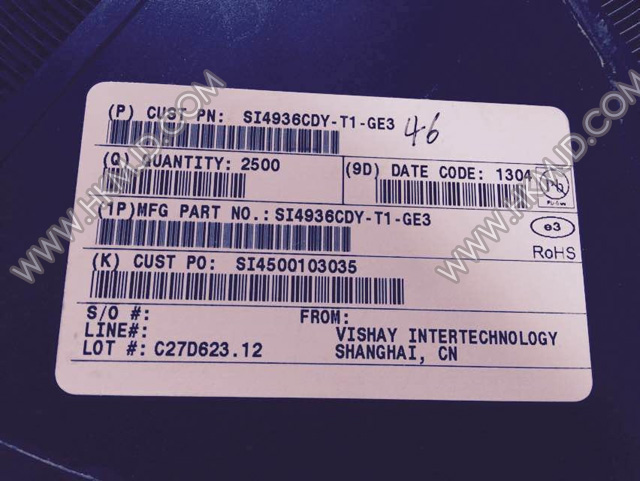 (P) CUST PN: SI4936CDY-T1-GE3 46
(Q) QUANTITY: 2500
(9D) DATE CODE: 1304
Pb
(1P)MFG PART NO.: SI4936CDY-T1-GE3
e3
RoHS
(K) CUST PO: SI4500103035
S/O #:
FROM:
LINE#:
VISHAY INTERTECHNOLOGY
LOT #: C27D623.12
SHANGHAI, CN
WWW.HKMJD.COM
WWW.HKMJD.COM